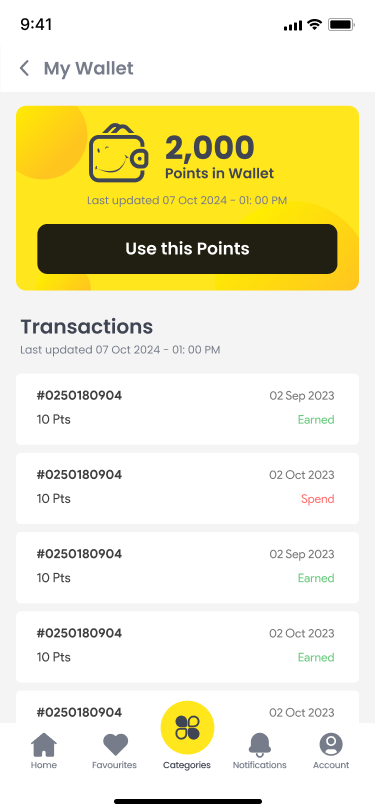 9:41
My Wallet
2,000
Points in Wallet
Last updated 07 Oct 2024 - 01: 00 PM
Use this Points
Transactions
Last updated 07 Oct 2024 - 01: 00 PM
#0250180904 02 Sep 2023
10 Pts Earned
#0250180904 02 Oct 2023
10 Pts Spend
#0250180904 02 Sep 2023
10 Pts Earned
#0250180904 02 Oct 2023
10 Pts Earned
#0250180904 02 Oct 2023
Home Favourites Categories Notifications Account